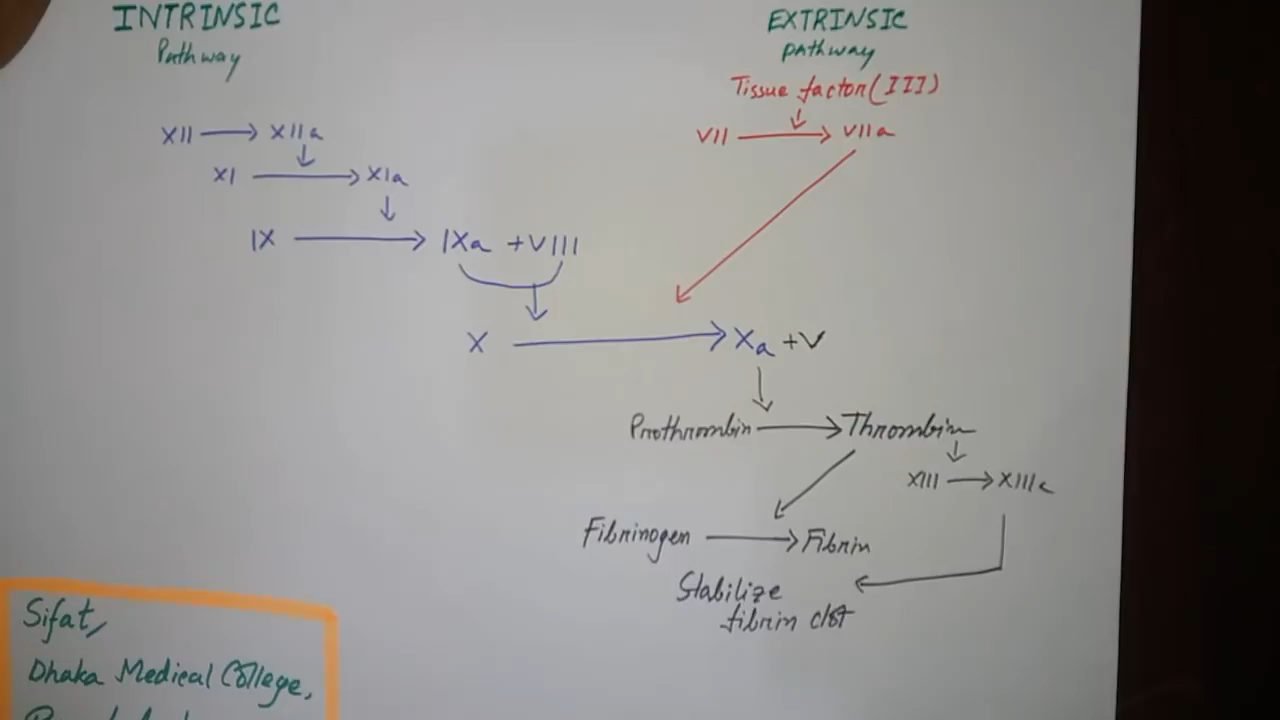 INTRINSIC
Pathway
EXTRINSIC
pathway
Tissue factor (III)
XII → XIIa
VII → VIIa
XI → XIa
IX → IXa + VIII
X → Xa + V
Prothrombin → Thrombin
XIII → XIIIa
Fibrinogen → Fibrin
Stabilize
fibrin clot
Sifat,
Dhaka Medical College,